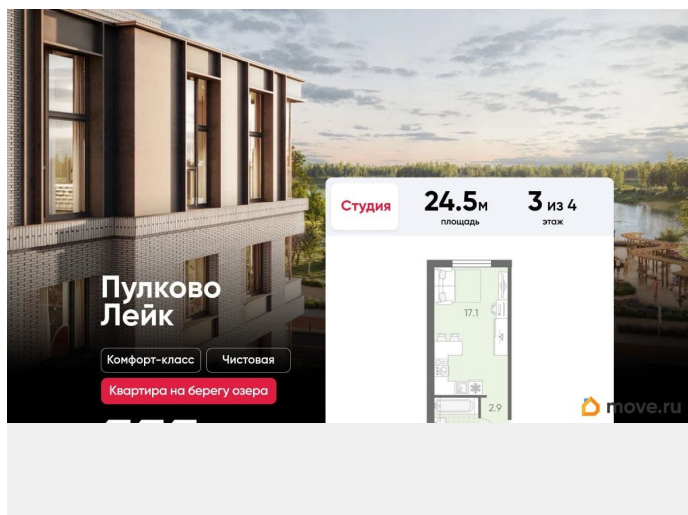 Студия
24.5м
площадь
3 из 4
этаж
Пулково
Лейк
17.1
Комфорт-класс
Чистовая
Квартира на берегу озера
2.9
move.ru